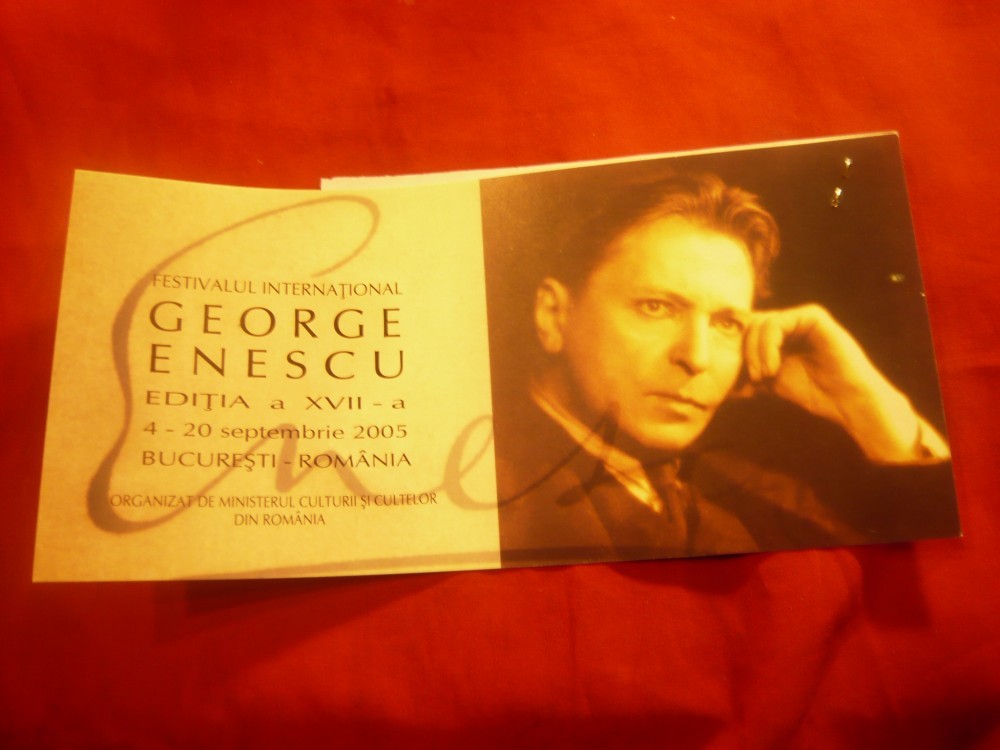 FESTIVALUL INTERNAŢIONAL
GEORGE
ENESCU
EDIŢIA a XVII - a
4 - 20 septembrie 2005
BUCUREŞTI - ROMÂNIA
ORGANIZAT DE MINISTERUL CULTURII ŞI CULTELOR
DIN ROMÂNIA